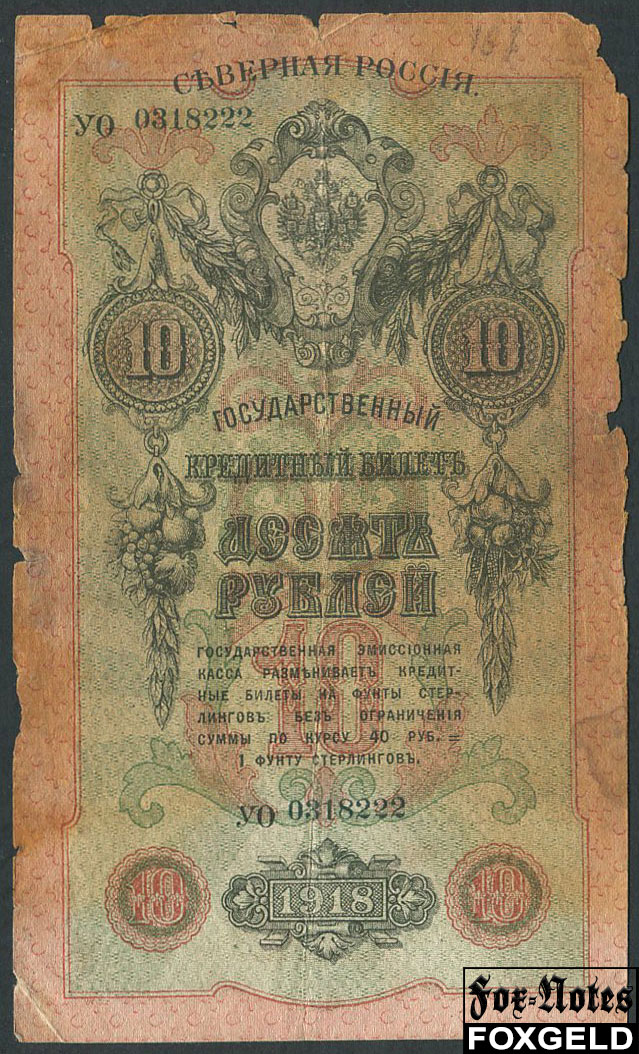 СѢВЕРНАЯ РОССІЯ.
УО 0318222
10 10
ГОСУДАРСТВЕННЫЙ
КРЕДИТНЫЙ БИЛЕТЪ
ДЕСЯТЬ
РУБЛЕЙ
10
ГОСУДАРСТВЕННАЯ ЭМИССІОННАЯ
КАССА РАЗМѢНИВАЕТЪ КРЕДИТ-
НЫЕ БИЛЕТЫ НА ФУНТЫ СТЕР-
ЛИНГОВЪ БЕЗЪ ОГРАНИЧЕНІЯ
СУММЫ ПО КУРСУ 40 РУБ. =
1 ФУНТУ СТЕРЛИНГОВЪ.
УО 0318222
10 1918 10
Fox-Notes
FOXGELD